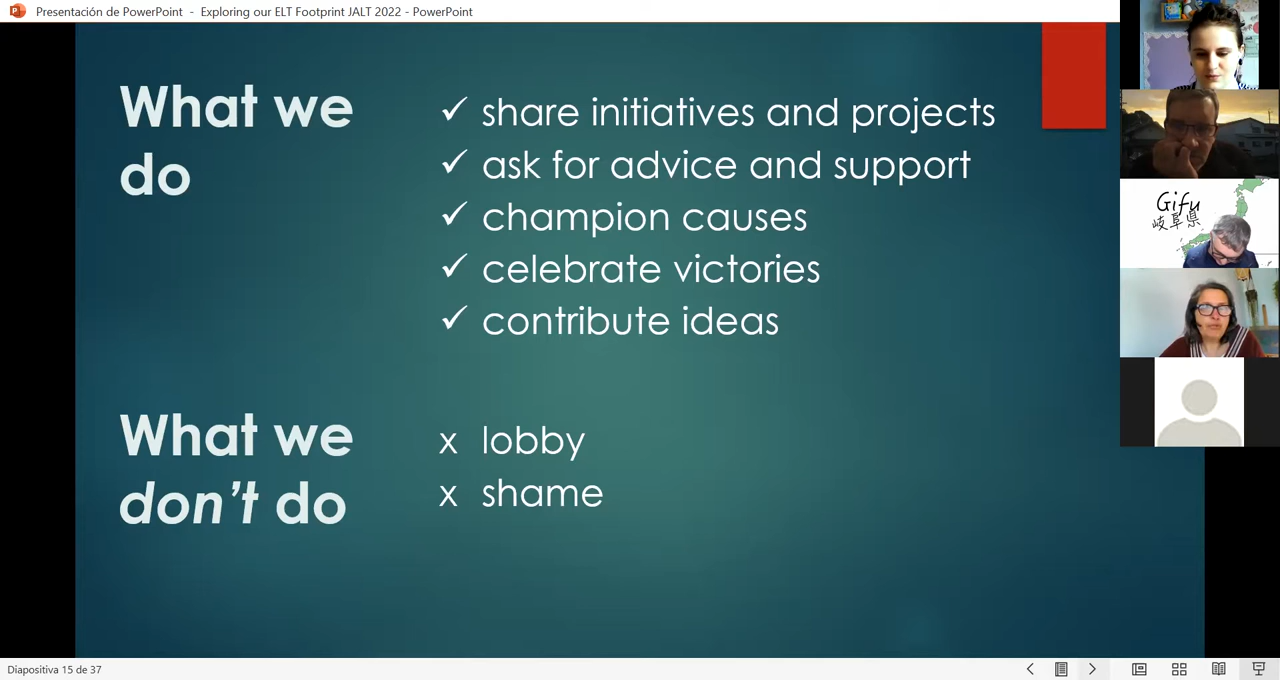 Presentación de PowerPoint - Exploring our ELT Footprint JALT 2022 - PowerPoint
What we
do
✓ share initiatives and projects
✓ ask for advice and support
✓ champion causes
✓ celebrate victories
✓ contribute ideas
What we
don't do
x lobby
x shame
Gifu
岐阜県
Diapositiva 15 de 37